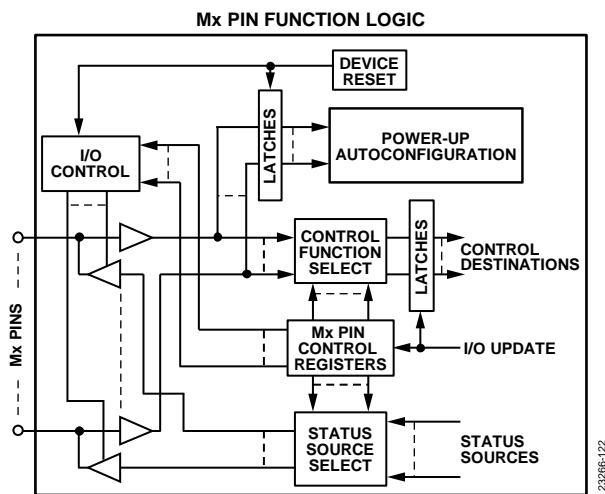 Mx PIN FUNCTION LOGIC
DEVICE
RESET
LATCHES
POWER-UP
AUTOCONFIGURATION
I/O
CONTROL
CONTROL
FUNCTION
SELECT
LATCHES
CONTROL
DESTINATIONS
Mx PINS
Mx PIN
CONTROL
REGISTERS
I/O UPDATE
STATUS
SOURCE
SELECT
STATUS
SOURCES
23266-122